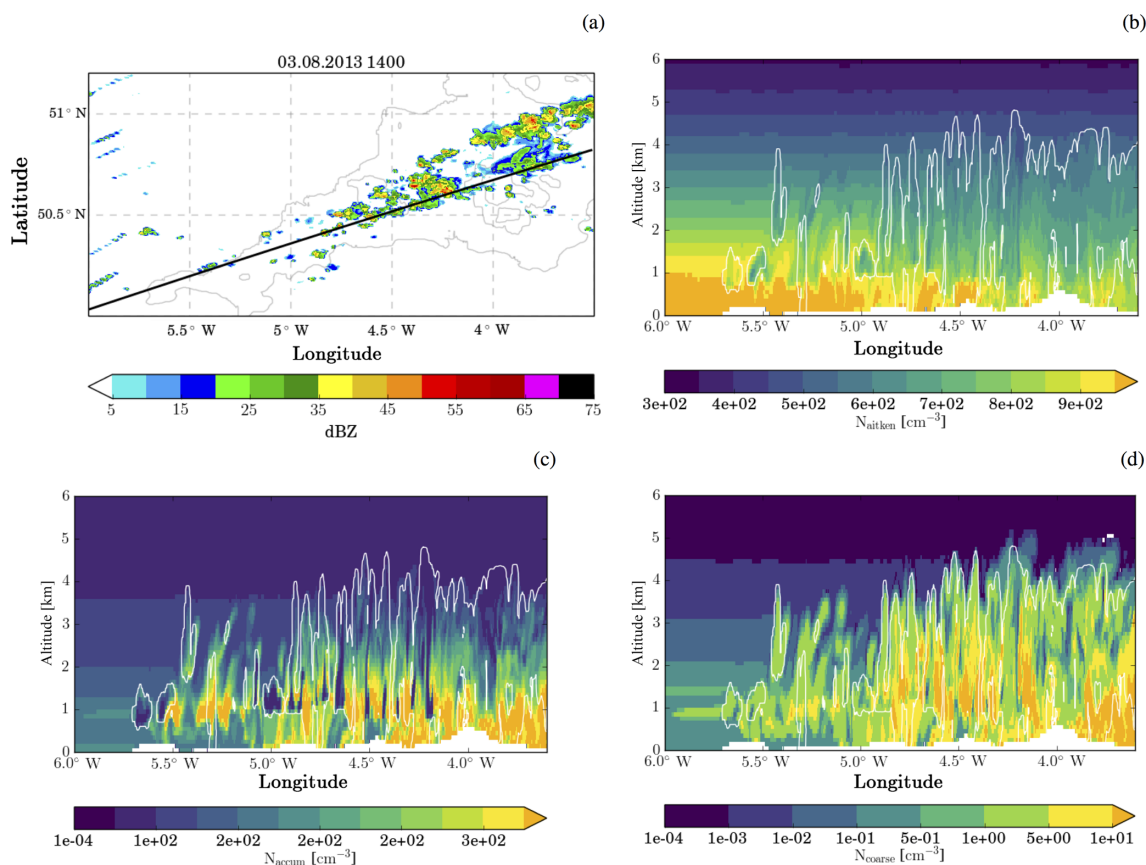 (a)
03.08.2013 1400
Latitude
51° N
50.5° N
5.5° W 5° W 4.5° W 4° W
Longitude
5 15 25 35 45 55 65 75
dBZ
(b)
Altitude [km]
6
5
4
3
2
1
0
6.0° W 5.5° W 5.0° W 4.5° W 4.0° W
Longitude
3e+02 4e+02 5e+02 6e+02 7e+02 8e+02 9e+02
N_aitken [cm⁻³]
(c)
Altitude [km]
6
5
4
3
2
1
0
6.0° W 5.5° W 5.0° W 4.5° W 4.0° W
Longitude
1e-04 1e+02 2e+02 2e+02 2e+02 3e+02
N_accum [cm⁻³]
(d)
Altitude [km]
6
5
4
3
2
1
0
6.0° W 5.5° W 5.0° W 4.5° W 4.0° W
Longitude
1e-04 1e-03 1e-02 1e-01 5e-01 1e+00 5e+00 1e+01
N_coarse [cm⁻³]